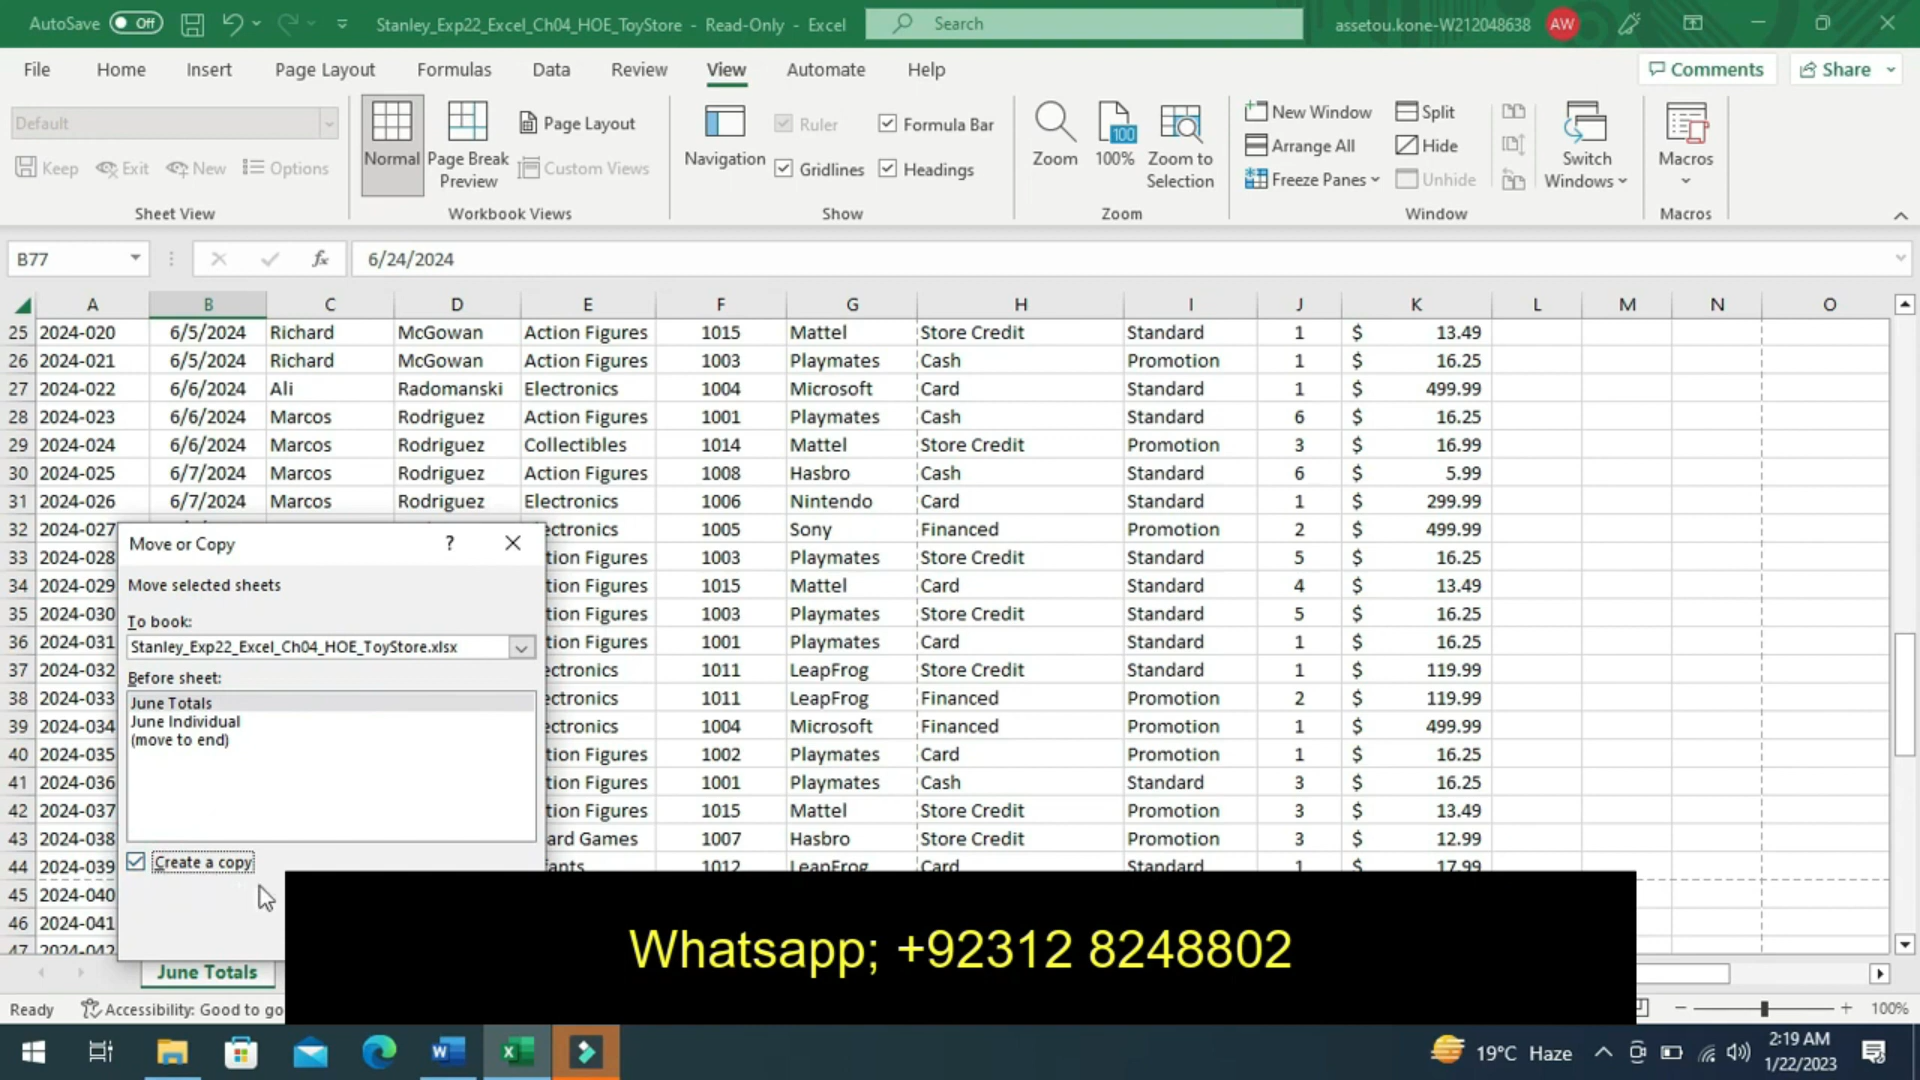 AutoSave Off Stanley_Exp22_Excel_Ch04_HOE_ToyStore - Read-Only - Excel Search assetou.kone-W212048638 AW
File Home Insert Page Layout Formulas Data Review View Automate Help Comments Share
Default
Keep Exit New Options
Sheet View
Normal
Page Break Preview
Page Layout
Custom Views
Workbook Views
Navigation
Ruler Formula Bar
Gridlines Headings
Show
Zoom
100
100%
Zoom to Selection
Zoom
New Window Split
Arrange All Hide
Freeze Panes Unhide
Switch Windows
Window
Macros
Macros
B77 fx 6/24/2024
A B C D E F G H I J K L M N O
25 2024-020 6/5/2024 Richard McGowan Action Figures 1015 Mattel Store Credit Standard 1 $ 13.49
26 2024-021 6/5/2024 Richard McGowan Action Figures 1003 Playmates Cash Promotion 1 $ 16.25
27 2024-022 6/6/2024 Ali Radomanski Electronics 1004 Microsoft Card Standard 1 $ 499.99
28 2024-023 6/6/2024 Marcos Rodriguez Action Figures 1001 Playmates Cash Standard 6 $ 16.25
29 2024-024 6/6/2024 Marcos Rodriguez Collectibles 1014 Mattel Store Credit Promotion 3 $ 16.99
30 2024-025 6/7/2024 Marcos Rodriguez Action Figures 1008 Hasbro Cash Standard 6 $ 5.99
31 2024-026 6/7/2024 Marcos Rodriguez Electronics 1006 Nintendo Card Standard 1 $ 299.99
32 2024-027 ectronics 1005 Sony Financed Promotion 2 $ 499.99
33 2024-028 tion Figures 1003 Playmates Store Credit Standard 5 $ 16.25
34 2024-029 tion Figures 1015 Mattel Card Standard 4 $ 13.49
35 2024-030 tion Figures 1003 Playmates Store Credit Standard 5 $ 16.25
36 2024-031 tion Figures 1001 Playmates Card Standard 1 $ 16.25
37 2024-032 ectronics 1011 LeapFrog Store Credit Standard 1 $ 119.99
38 2024-033 ectronics 1011 LeapFrog Financed Promotion 2 $ 119.99
39 2024-034 ectronics 1004 Microsoft Financed Promotion 1 $ 499.99
40 2024-035 tion Figures 1002 Playmates Card Promotion 1 $ 16.25
41 2024-036 tion Figures 1001 Playmates Cash Standard 3 $ 16.25
42 2024-037 tion Figures 1015 Mattel Store Credit Promotion 3 $ 13.49
43 2024-038 ard Games 1007 Hasbro Store Credit Promotion 3 $ 12.99
44 2024-039 ants 1012 LeapFrog Card Standard 1 $ 17.99
45 2024-040
46 2024-041
47 2024-042
Move or Copy ?
Move selected sheets
To book:
Stanley_Exp22_Excel_Ch04_HOE_ToyStore.xlsx
Before sheet:
June Totals
June Individual
(move to end)
Create a copy
Whatsapp; +92312 8248802
June Totals
Ready Accessibility: Good to go 100%
19°C Haze 2:19 AM
1/22/2023